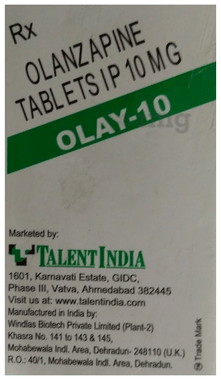 Rx
OLANZAPINE
TABLETS IP 10 MG
OLAY-10
Marketed by:
TALENTINDIA
1601, Karnavati Estate, GIDC,
Phase III, Vatva, Ahmedabad 382445
Visit us at: www.talentindia.com
Manufactured in India by:
Windlas Biotech Private Limited (Plant-2)
Khasra No. 141 to 143 & 145,
Mohabewala Indl. Area, Dehradun- 248110 (U.K.)
R.O.: 40/1, Mohabewala Indl. Area, Dehradun.
Trade Mark